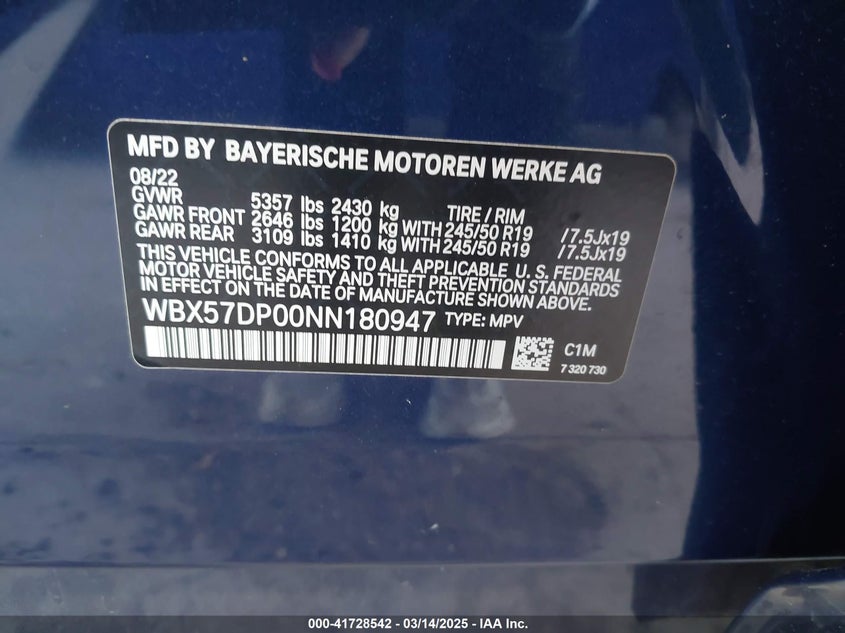 MFD BY BAYERISCHE MOTOREN WERKE AG
08/22
GVWR 5357 lbs 2430 kg TIRE / RIM
GAWR FRONT 2646 lbs 1200 kg WITH 245/50 R19 /7.5Jx19
GAWR REAR 3109 lbs 1410 kg WITH 245/50 R19 /7.5Jx19
THIS VEHICLE CONFORMS TO ALL APPLICABLE U. S. FEDERAL
MOTOR VEHICLE SAFETY AND THEFT PREVENTION STANDARDS
IN EFFECT ON THE DATE OF MANUFACTURE SHOWN ABOVE.
WBX57DP00NN180947 TYPE: MPV
C1M
7 320 730
000-41728542 - 03/14/2025 - IAA Inc.